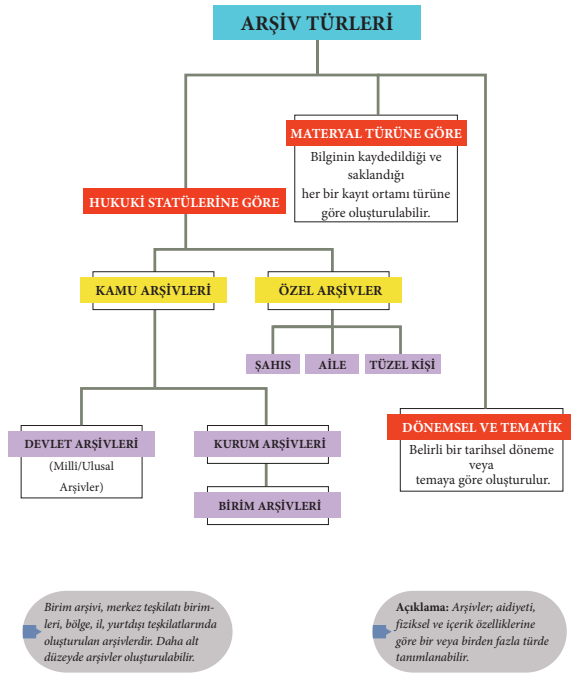 ARŞİV TÜRLERİ
MATERYAL TÜRÜNE GÖRE
Bilginin kaydedildiği ve
saklandığı
her bir kayıt ortamı türüne
göre oluşturulabilir.
HUKUKİ STATÜLERİNE GÖRE
KAMU ARŞİVLERİ
ÖZEL ARŞİVLER
ŞAHIS
AİLE
TÜZEL KİŞİ
DÖNEMSEL VE TEMATİK
Belirli bir tarihsel döneme
veya
temaya göre oluşturulur.
DEVLET ARŞİVLERİ
(Milli/Ulusal
Arşivler)
KURUM ARŞİVLERİ
BİRİM ARŞİVLERİ
Birim arşivi, merkez teşkilatı birim-
leri, bölge, il, yurtdışı teşkilatlarında
oluşturulan arşivlerdir. Daha alt
düzeyde arşivler oluşturulabilir.
Açıklama: Arşivler; aidiyeti,
fiziksel ve içerik özelliklerine
göre bir veya birden fazla türde
tanımlanabilir.